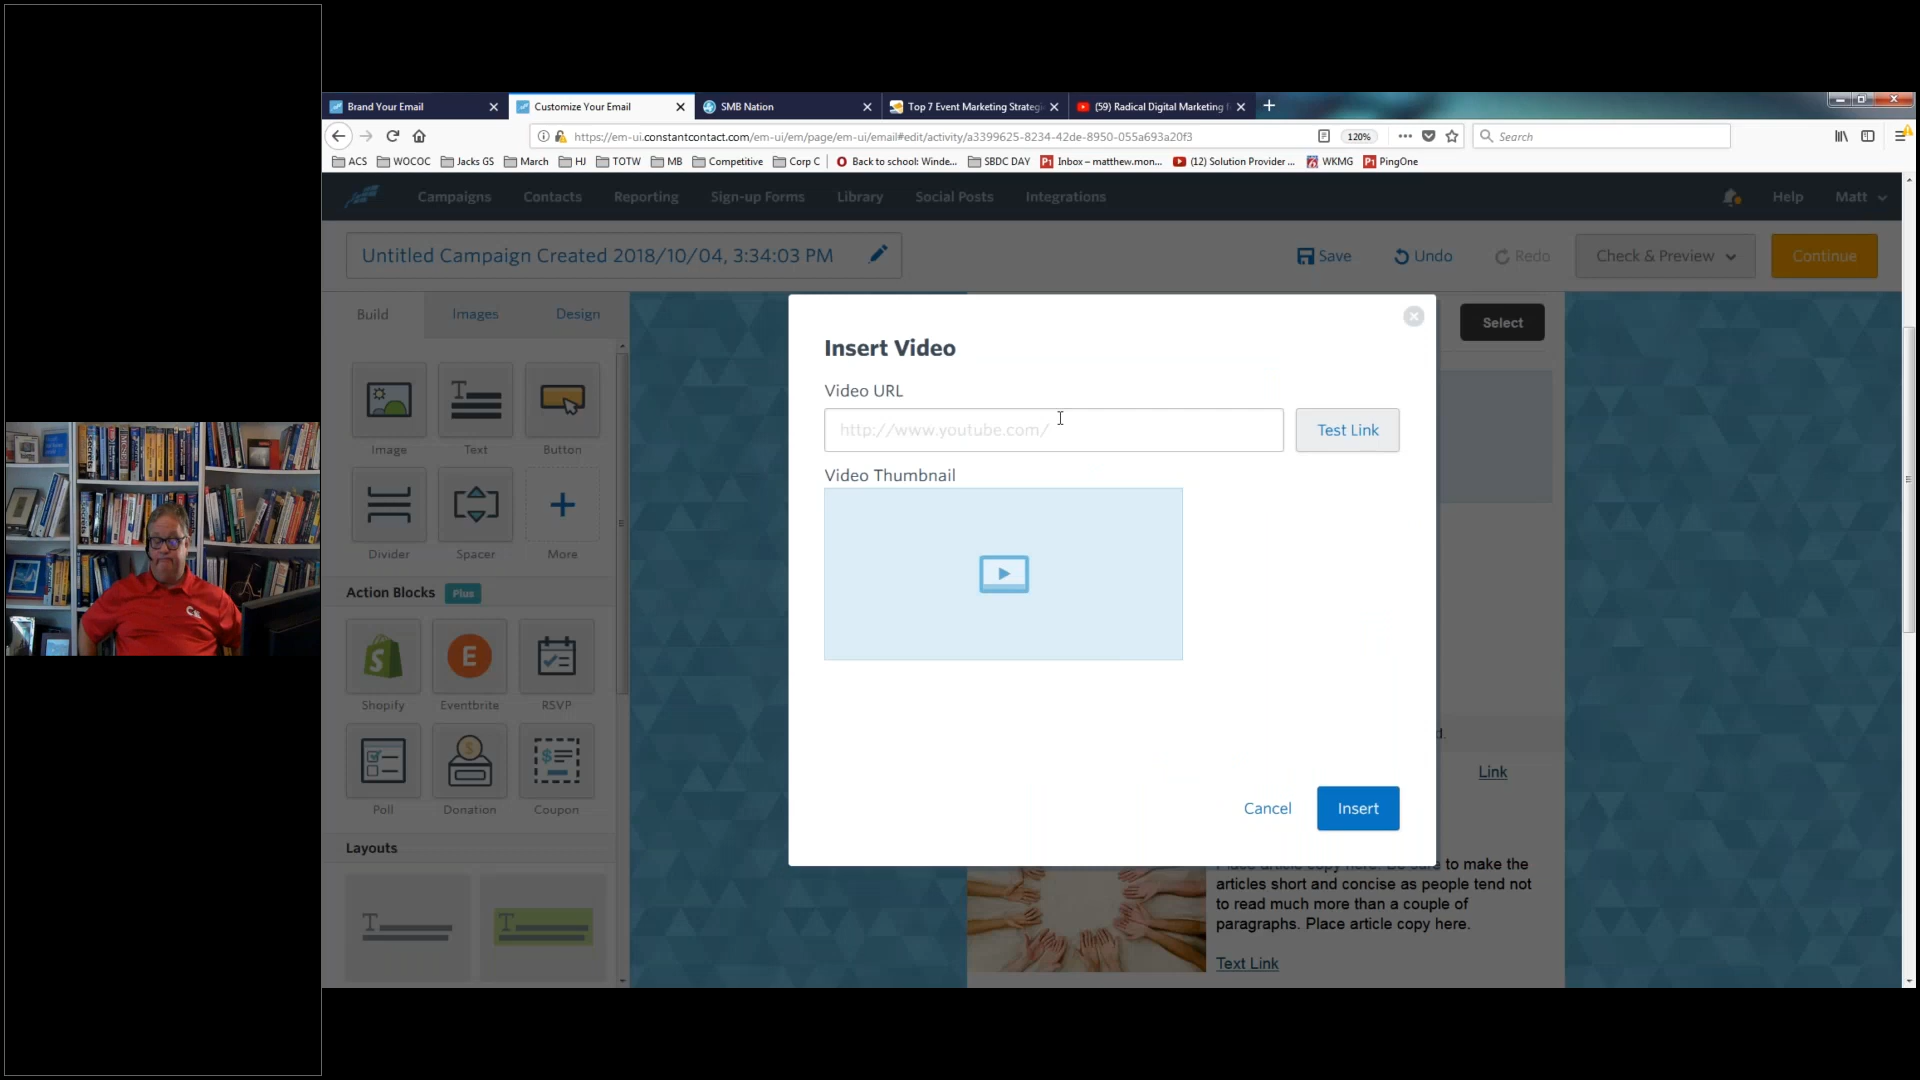 Brand Your Email
Customize Your Email
SMB Nation
Top 7 Event Marketing Strategi
(59) Radical Digital Marketing
https://em-ui.constantcontact.com/em-ui/em/page/em-ui/email#edit/activity/a3399625-8234-42de-8950-055a693a20f3
120%
Search
ACS
WOCOC
Jacks GS
March
HJ
TOTW
MB
Competitive
Corp C
Back to school: Winde...
SBDC DAY
Inbox – matthew.mon...
(12) Solution Provider ...
WKMG
PingOne
Campaigns
Contacts
Reporting
Sign-up Forms
Library
Social Posts
Integrations
Help
Matt
Untitled Campaign Created 2018/10/04, 3:34:03 PM
Save
Undo
Redo
Check & Preview
Continue
Build
Images
Design
Select
Insert Video
Video URL
http://www.youtube.com/
Test Link
Video Thumbnail
Image
Text
Button
Divider
Spacer
More
Action Blocks
Plus
Shopify
Eventbrite
RSVP
Poll
Donation
Coupon
Layouts
d.
Link
Cancel
Insert
Place article copy here. Be sure to make the
articles short and concise as people tend not
to read much more than a couple of
paragraphs. Place article copy here.
Text Link